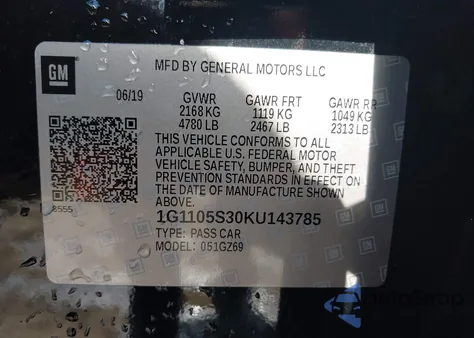 GM
MFD BY GENERAL MOTORS LLC
06/19 GVWR GAWR FRT GAWR RR
2168 KG 1119 KG 1049 KG
4780 LB 2467 LB 2313 LB
THIS VEHICLE CONFORMS TO ALL
APPLICABLE U.S. FEDERAL MOTOR
VEHICLE SAFETY, BUMPER, AND THEFT
PREVENTION STANDARDS IN EFFECT ON
THE DATE OF MANUFACTURE SHOWN
ABOVE.
2555
1G1105S30KU143785
TYPE: PASS CAR
MODEL: 051GZ69